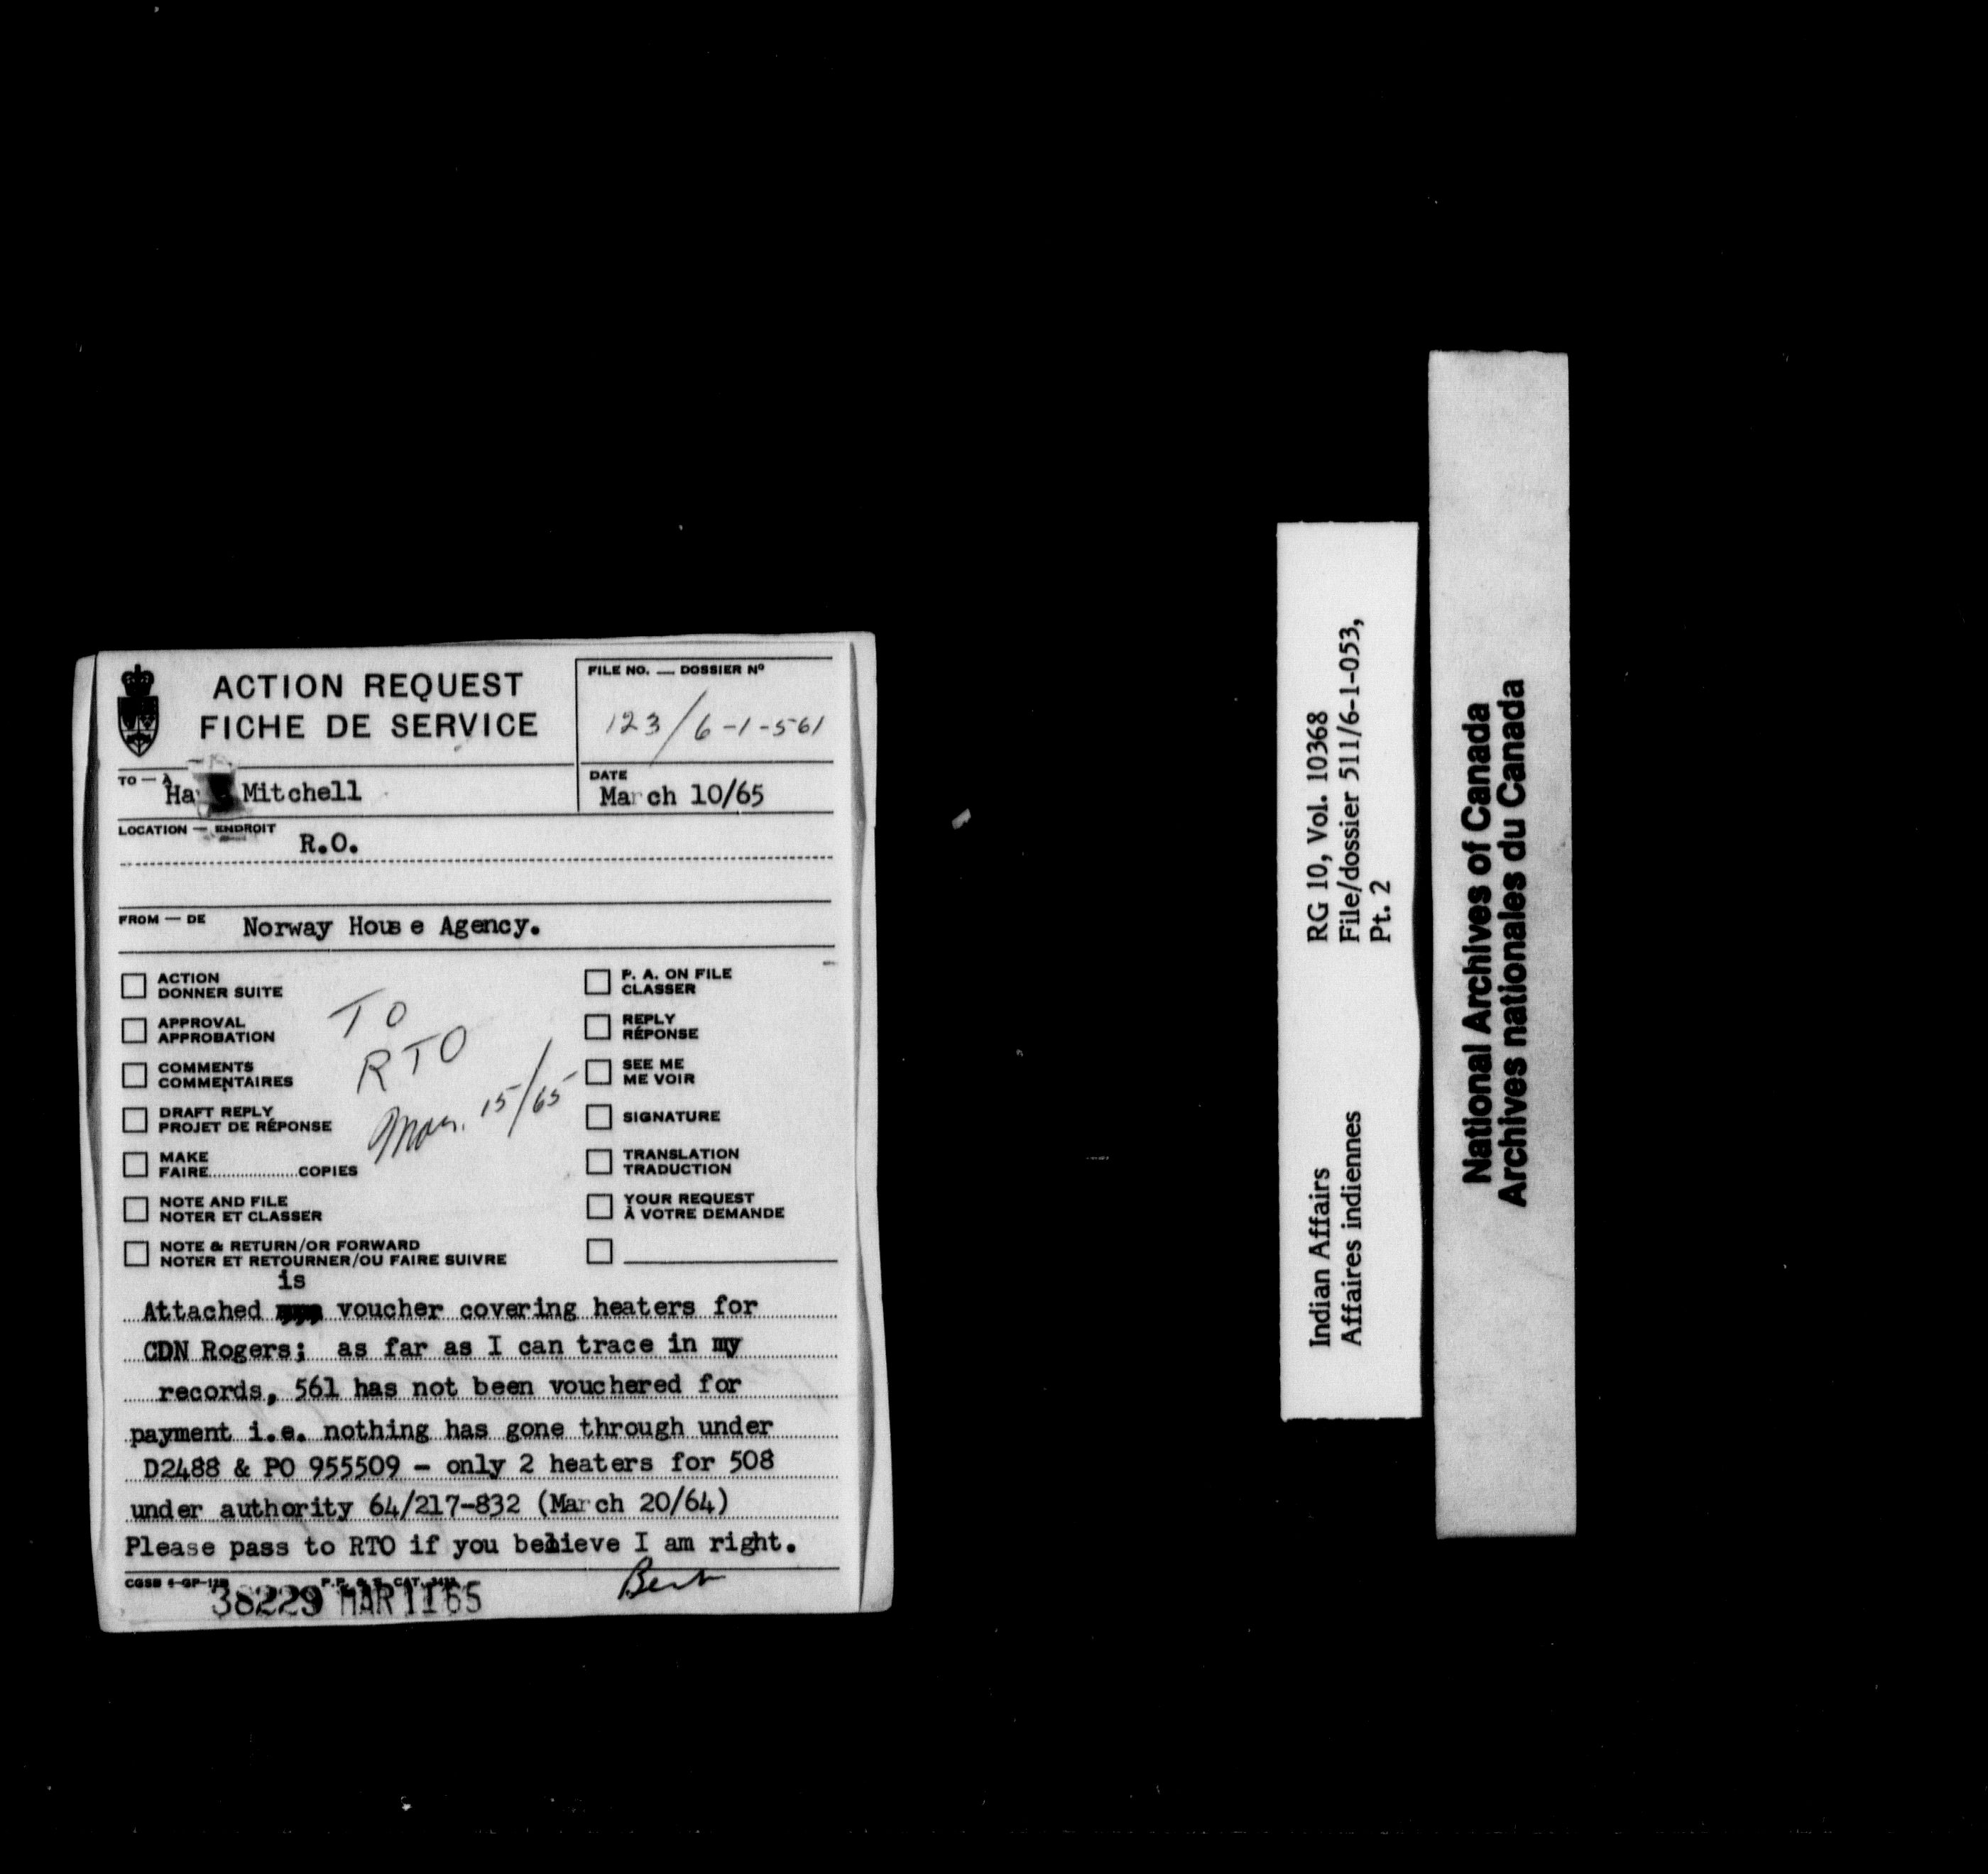 ACTION REQUEST
FICHE DE SERVICE
FILE NO. — DOSSIER Nº
123/6-1-561
TO — À
Mitchell
DATE
March 10/65
LOCATION — ENDROIT
R.O.
FROM — DE Norway House Agency.
ACTION
DONNER SUITE
APPROVAL
APPROBATION
COMMENTS
COMMENTAIRES
DRAFT REPLY
PROJET DE RÉPONSE
MAKE
FAIRE..................COPIES
NOTE AND FILE
NOTER ET CLASSER
NOTE & RETURN/OR FORWARD
NOTER ET RETOURNER/OU FAIRE SUIVRE
TO
RTO
Mar. 15/65
P. A. ON FILE
CLASSER
REPLY
RÉPONSE
SEE ME
ME VOIR
SIGNATURE
TRANSLATION
TRADUCTION
YOUR REQUEST
À VOTRE DEMANDE
is
Attached voucher covering heaters for
CDN Rogers; as far as I can trace in my
records, 561 has not been vouchered for
payment i.e. nothing has gone through under
D2488 & PO 955509 - only 2 heaters for 508
under authority 64/217-832 (March 20/64)
Please pass to RTO if you believe I am right.
Bert
38229 MAR 11 65
RG 10, Vol. 10368
File/dossier 511/6-1-053,
Pt. 2
Indian Affairs
Affaires indiennes
National Archives of Canada
Archives nationales du Canada